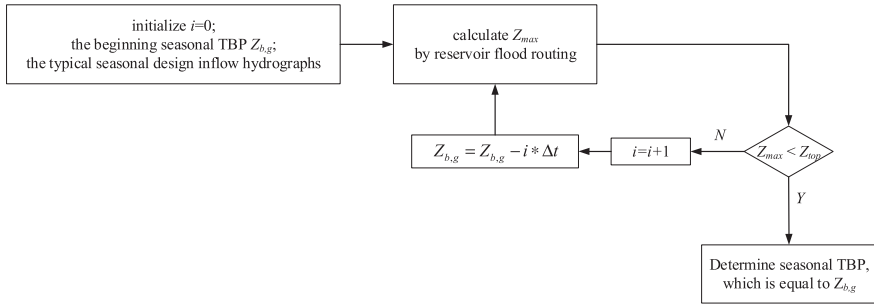 initialize i=0;
the beginning seasonal TBP Z_{b,g};
the typical seasonal design inflow hydrographs
calculate Z_{max}
by reservoir flood routing
Z_{b,g} = Z_{b,g} − i * Δt
i=i+1
N
Z_{max} < Z_{top}
Y
Determine seasonal TBP,
which is equal to Z_{b,g}